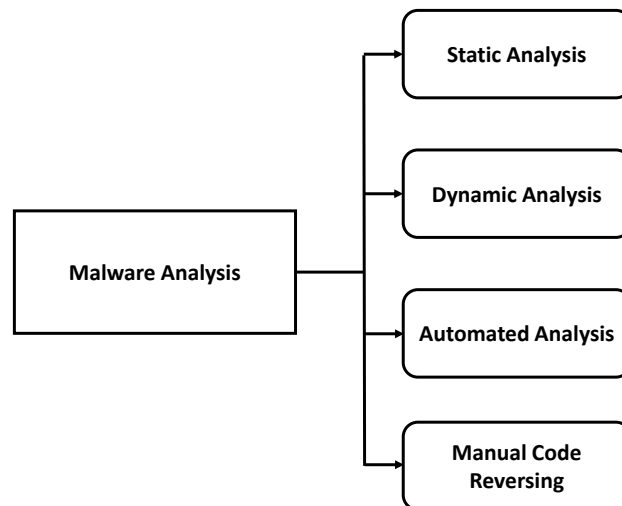 Static Analysis
Dynamic Analysis
Malware Analysis
Automated Analysis
Manual Code
Reversing